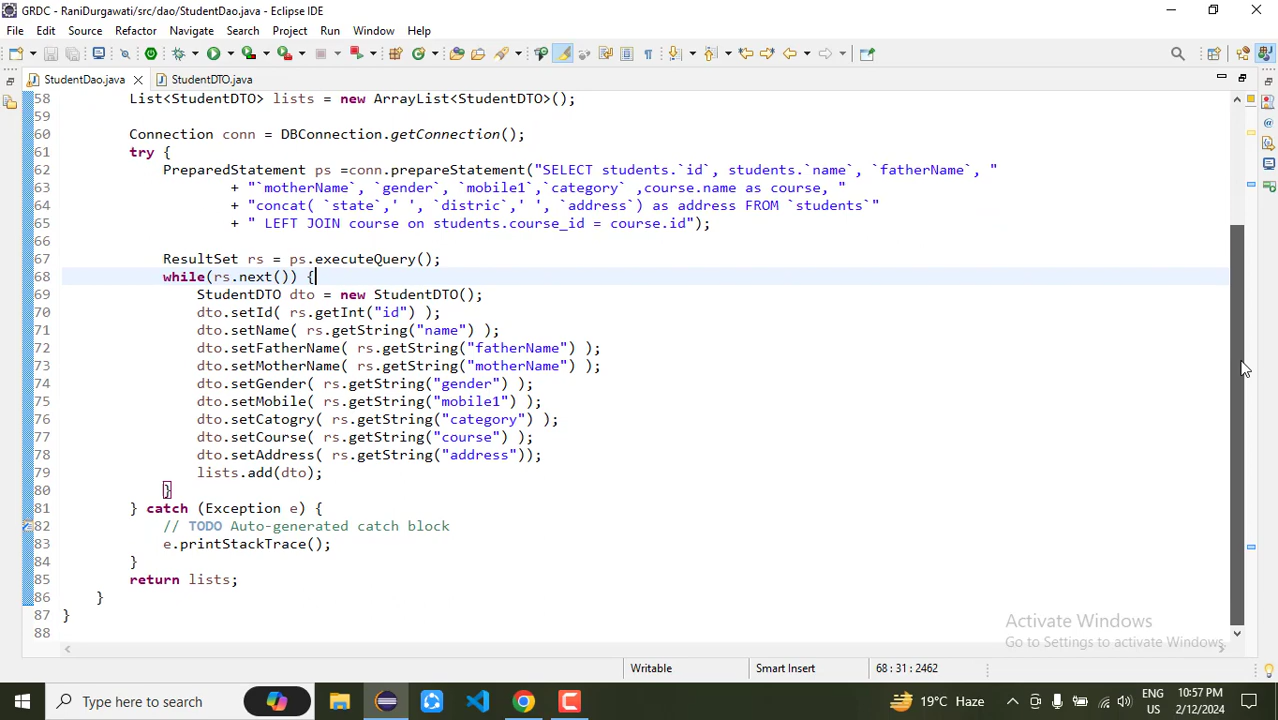 GRDC - RaniDurgawati/src/dao/StudentDao.java - Eclipse IDE
File Edit Source Refactor Navigate Search Project Run Window Help
StudentDao.java StudentDTO.java
58 List<StudentDTO> lists = new ArrayList<StudentDTO>();
59
60 Connection conn = DBConnection.getConnection();
61 try {
62 PreparedStatement ps =conn.prepareStatement("SELECT students.`id`, students.`name`, `fatherName`, "
63 + "`motherName`, `gender`, `mobile1`,`category` ,course.name as course, "
64 + "concat( `state`,' ', `distric`,' ', `address`) as address FROM `students`"
65 + " LEFT JOIN course on students.course_id = course.id");
66
67 ResultSet rs = ps.executeQuery();
68 while(rs.next()) {
69 StudentDTO dto = new StudentDTO();
70 dto.setId( rs.getInt("id") );
71 dto.setName( rs.getString("name") );
72 dto.setFatherName( rs.getString("fatherName") );
73 dto.setMotherName( rs.getString("motherName") );
74 dto.setGender( rs.getString("gender") );
75 dto.setMobile( rs.getString("mobile1") );
76 dto.setCatogry( rs.getString("category") );
77 dto.setCourse( rs.getString("course") );
78 dto.setAddress( rs.getString("address"));
79 lists.add(dto);
80 }
81 } catch (Exception e) {
82 // TODO Auto-generated catch block
83 e.printStackTrace();
84 }
85 return lists;
86 }
87 }
88
Activate Windows
Go to Settings to activate Windows.
Writable Smart Insert 68 : 31 : 2462
Type here to search 19°C Haze ENG US 10:57 PM 2/12/2024